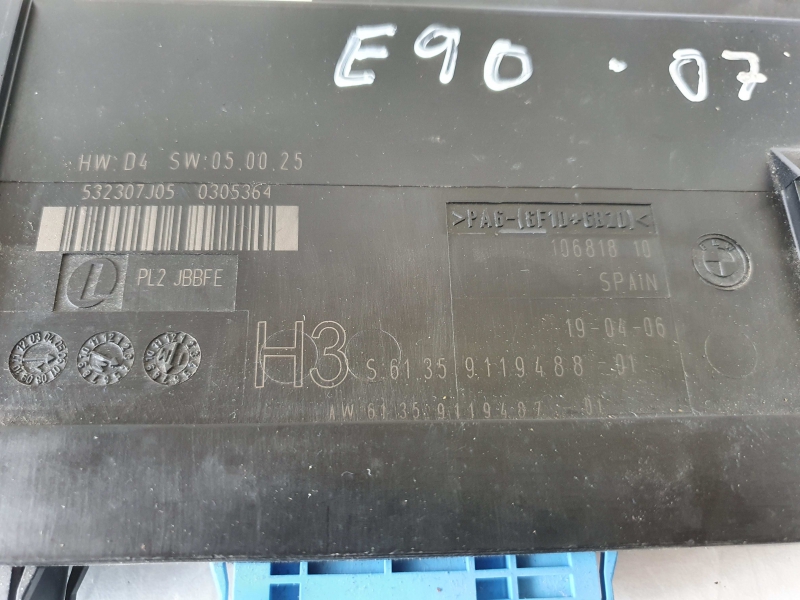 E90 · 07
HW:D4 SW:05.00.25
532307J05 0305364
>PA6-(GF10+GB20)<
106818 10
PL2 JBBFE
SPAIN
19-04-06
H3
S 61.35 9119488-01
AW 61.35 9119407-01